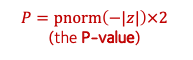 P = pnorm(−|z|)×2
(the P-value)